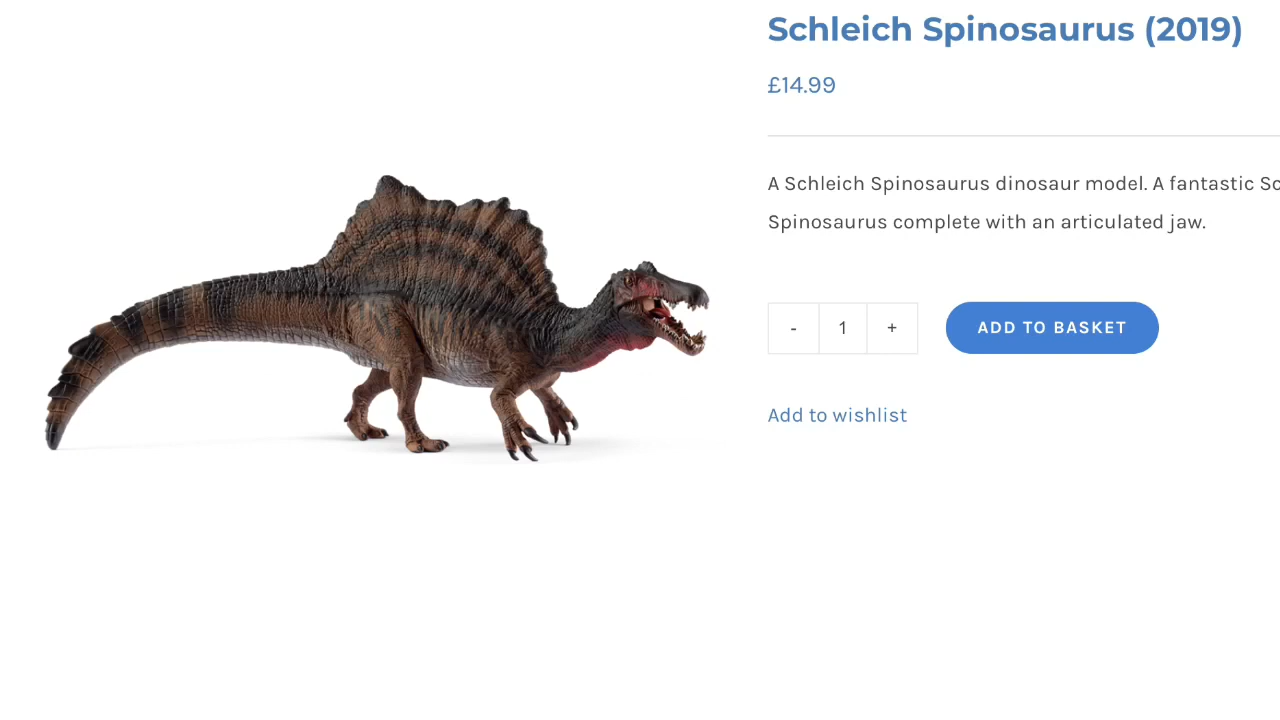 Schleich Spinosaurus (2019)
£14.99
A Schleich Spinosaurus dinosaur model. A fantastic
Spinosaurus complete with an articulated jaw.
- 1 + ADD TO BASKET
Add to wishlist